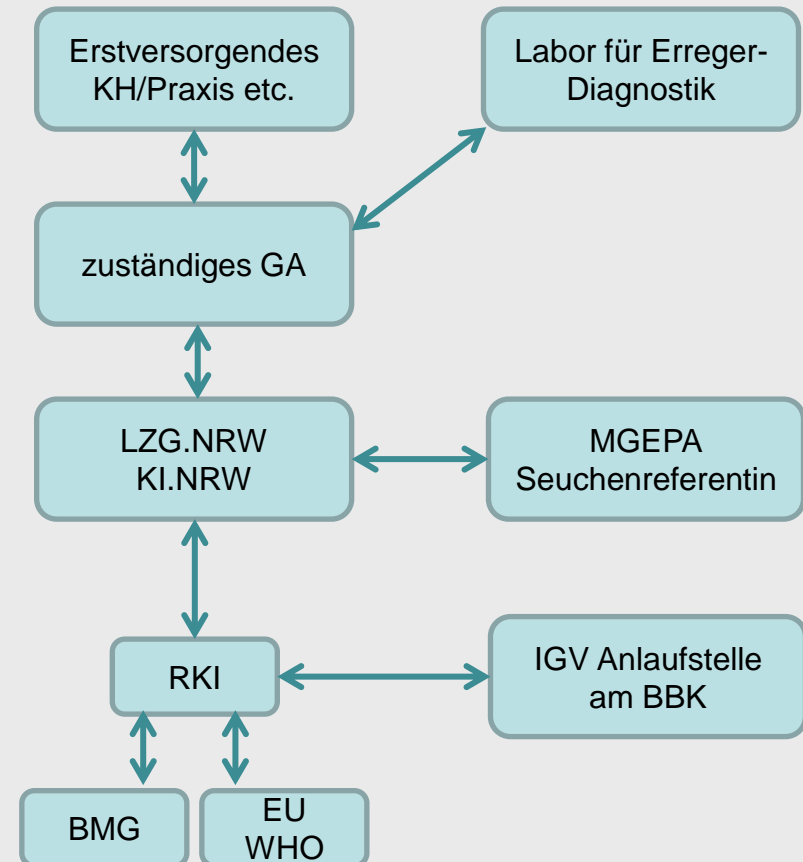 Erstversorgendes
KH/Praxis etc.
Labor für Erreger-
Diagnostik
zuständiges GA
LZG.NRW
KI.NRW
MGEPA
Seuchenreferentin
RKI
IGV Anlaufstelle
am BBK
BMG
EU
WHO